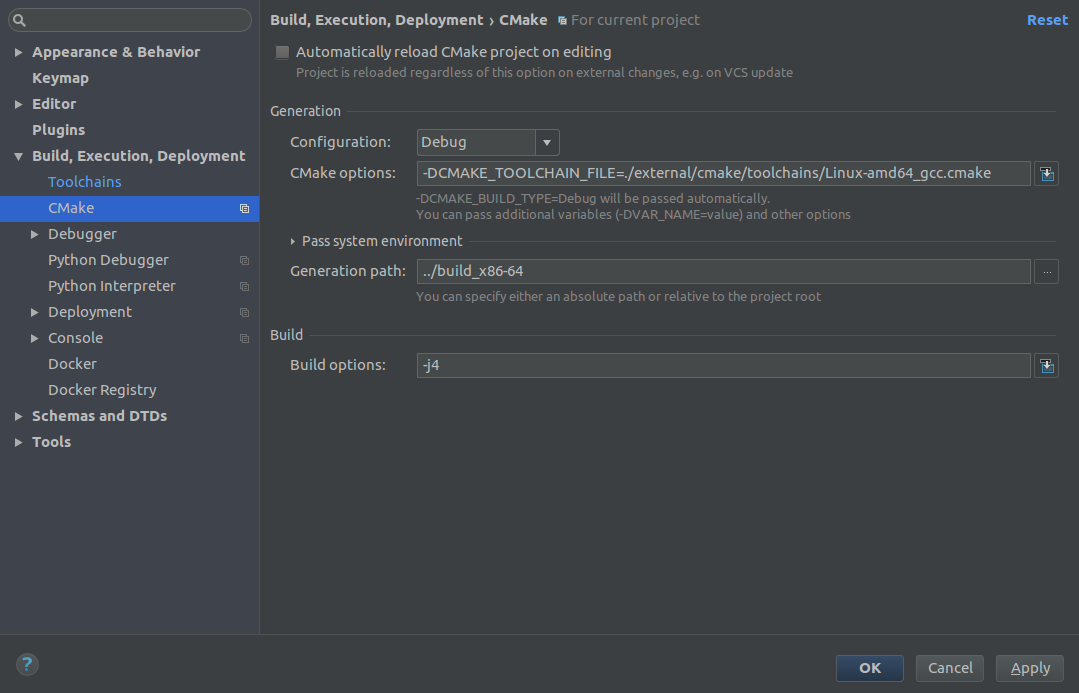 Build, Execution, Deployment › CMake For current project Reset
Appearance & Behavior
Keymap
Editor
Plugins
Build, Execution, Deployment
Toolchains
CMake
Debugger
Python Debugger
Python Interpreter
Deployment
Console
Docker
Docker Registry
Schemas and DTDs
Tools
Automatically reload CMake project on editing
Project is reloaded regardless of this option on external changes, e.g. on VCS update
Generation
Configuration: Debug
CMake options: -DCMAKE_TOOLCHAIN_FILE=./external/cmake/toolchains/Linux-amd64_gcc.cmake
-DCMAKE_BUILD_TYPE=Debug will be passed automatically.
You can pass additional variables (-DVAR_NAME=value) and other options
Pass system environment
Generation path: ../build_x86-64 ...
You can specify either an absolute path or relative to the project root
Build
Build options: -j4
? OK Cancel Apply